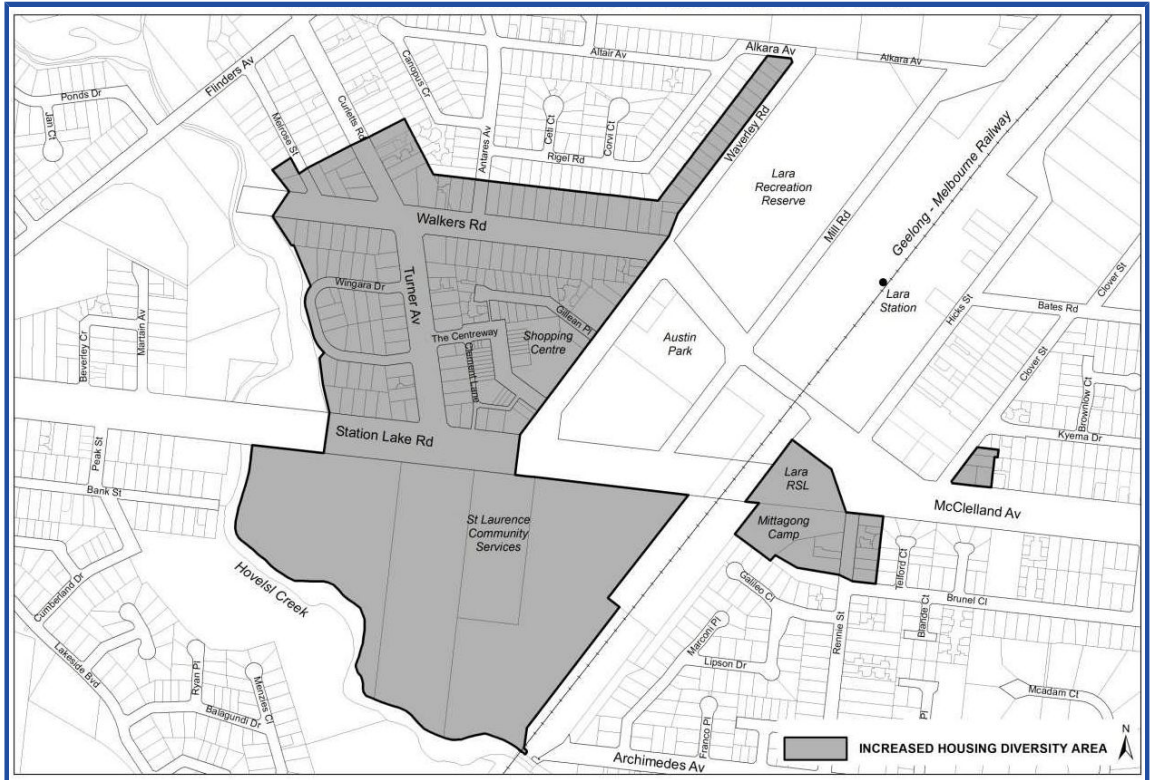 Alkara Av
Altair Av
Alkara Av
Flinders Av
Canopus Cr
Ponds Dr
Jan Ct
Melrose St
Curletts Rd
Antares Av
Ceti Ct
Corvi Ct
Rigel Rd
Waverley Rd
Lara
Recreation
Reserve
Mill Rd
Geelong - Melbourne Railway
Walkers Rd
Turner Av
Wingara Dr
Gillean Pl
The Centreway
Clement Lane
Shopping
Centre
Austin
Park
Lara
Station
Hicks St
Clover St
Bates Rd
Clover St
Brownlow Ct
Kyema Dr
Beverley Cr
Martain Av
Station Lake Rd
Peak St
Bank St
St Laurence
Community
Services
Lara
RSL
Mittagong
Camp
McClelland Av
Telford Ct
Brunel Cl
Galileo Ct
Rennie St
Blande Ct
Marconi Pl
Lipson Dr
Franco Pl
Pl
Mcadam Ct
Hovelsl Creek
Cumberland Dr
Lakeside Bvd
Ryan Pl
Menzies Cl
Balagundi Dr
Archimedes Av
INCREASED HOUSING DIVERSITY AREA
N